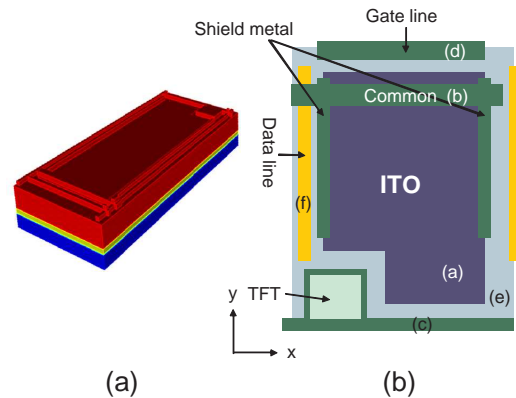 Gate line
Shield metal
(d)
Common (b)
Data line
ITO
(f)
(a)
TFT
(e)
y
(c)
x
(a)
(b)